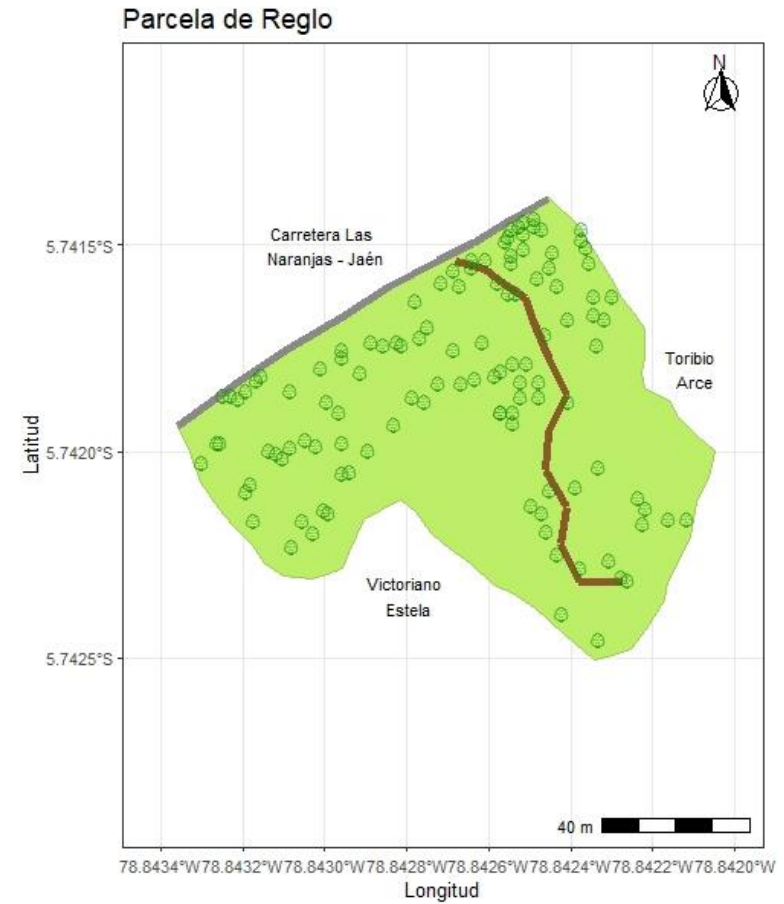 Parcela de Reglo
N
Carretera Las
Naranjas - Jaén
5.7415°S
Toribio
Arce
5.7420°S
Latitud
Victoriano
Estela
5.7425°S
40 m
78.8434°W78.8432°W78.8430°W78.8428°W78.8426°W78.8424°W78.8422°W78.8420°W
Longitud